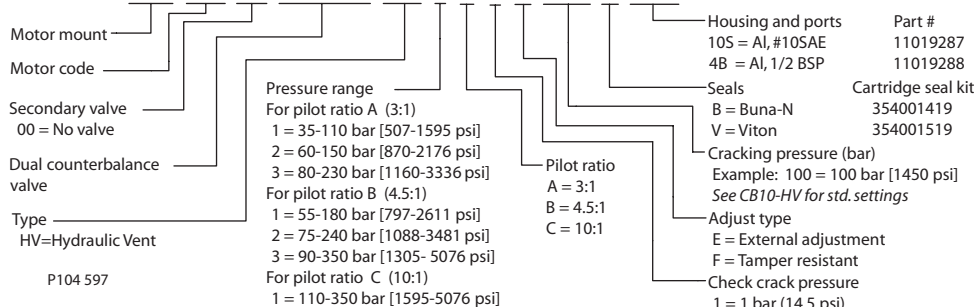 Motor mount
Motor code
Secondary valve
00 = No valve
Dual counterbalance
valve
Type
HV=Hydraulic Vent
P104 597
Pressure range
For pilot ratio A (3:1)
1 = 35-110 bar [507-1595 psi]
2 = 60-150 bar [870-2176 psi]
3 = 80-230 bar [1160-3336 psi]
For pilot ratio B (4.5:1)
1 = 55-180 bar [797-2611 psi]
2 = 75-240 bar [1088-3481 psi]
3 = 90-350 bar [1305- 5076 psi]
For pilot ratio C (10:1)
1 = 110-350 bar [1595-5076 psi]
Pilot ratio
A = 3:1
B = 4.5:1
C = 10:1
Housing and ports Part #
10S = Al, #10SAE 11019287
4B = Al, 1/2 BSP 11019288
Seals Cartridge seal kit
B = Buna-N 354001419
V = Viton 354001519
Cracking pressure (bar)
Example: 100 = 100 bar [1450 psi]
See CB10-HV for std. settings
Adjust type
E = External adjustment
F = Tamper resistant
Check crack pressure
1 = 1 bar (14.5 psi)